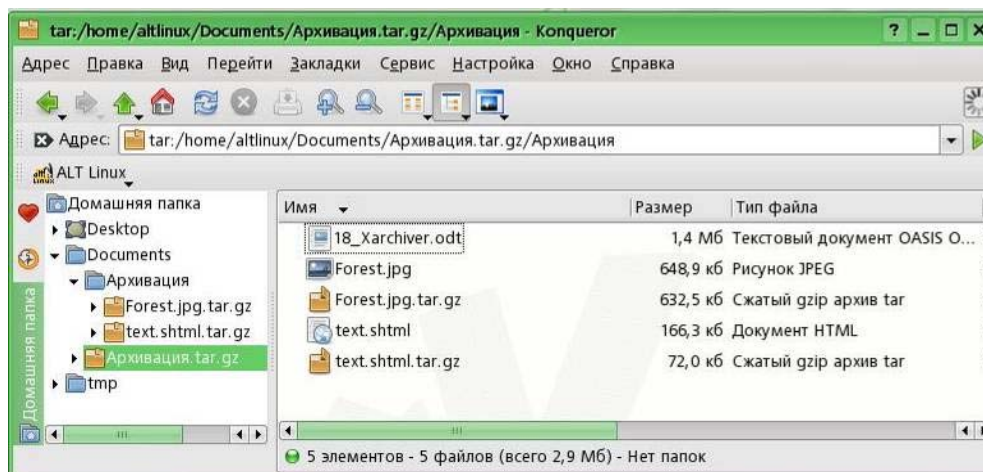 tar:/home/altlinux/Documents/Архивация.tar.gz/Архивация - Konqueror
Адрес Правка Вид Перейти Закладки Сервис Настройка Окно Справка
Адрес: tar:/home/altlinux/Documents/Архивация.tar.gz/Архивация
ALT Linux
Домашняя папка
Домашняя папка
Desktop
Documents
Архивация
Forest.jpg.tar.gz
text.shtml.tar.gz
Архивация.tar.gz
tmp
Имя Размер Тип файла
18_Xarchiver.odt 1,4 Мб Текстовый документ OASIS O...
Forest.jpg 648,9 кб Рисунок JPEG
Forest.jpg.tar.gz 632,5 кб Сжатый gzip архив tar
text.shtml 166,3 кб Документ HTML
text.shtml.tar.gz 72,0 кб Сжатый gzip архив tar
5 элементов - 5 файлов (всего 2,9 Мб) - Нет папок